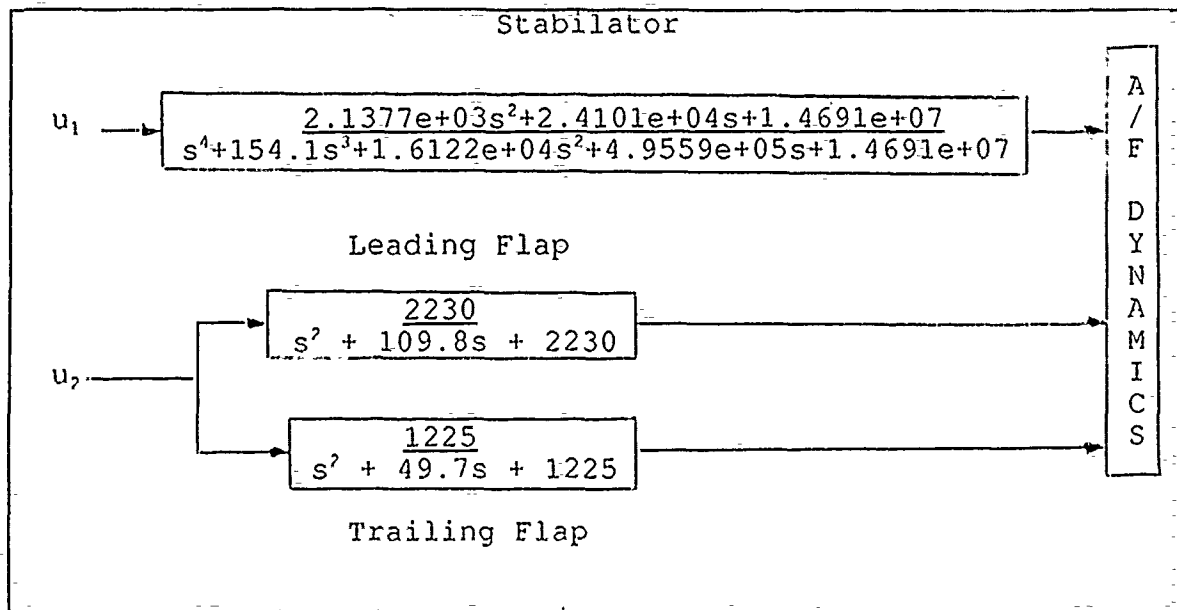 Stabilator
u₁
2.1377e+03s²+2.4101e+04s+1.4691e+07
s⁴+154.1s³+1.6122e+04s²+4.9559e+05s+1.4691e+07
Leading Flap
2230
s² + 109.8s + 2230
u₂
1225
s² + 49.7s + 1225
Trailing Flap
A
/
F
D
Y
N
A
M
I
C
S